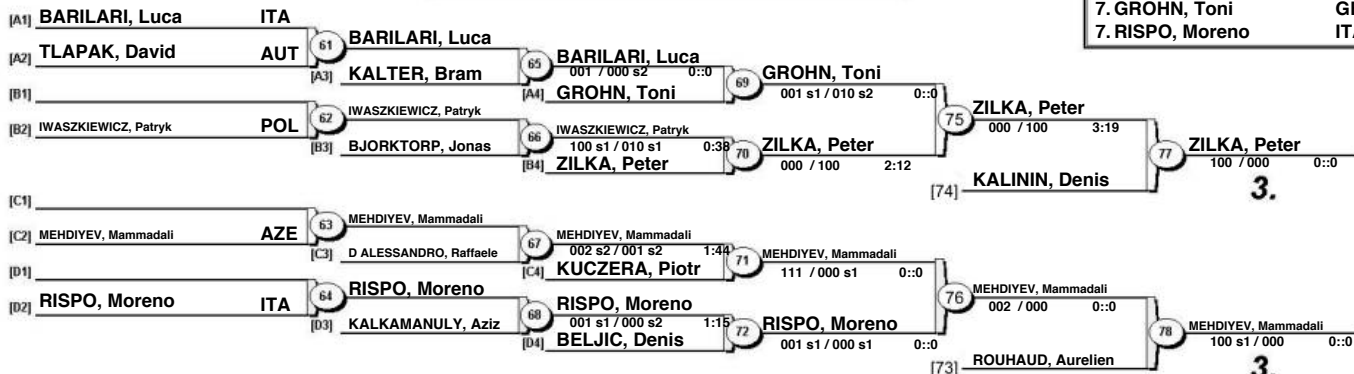 7. GROHN, Toni
7. RISPO, Moreno
[A1] BARILARI, Luca ITA
[A2] TLAPAK, David AUT
61 BARILARI, Luca
[A3] KALTER, Bram
65 BARILARI, Luca
001 / 000 s2 0::0
[A4] GROHN, Toni
69 GROHN, Toni
001 s1 / 010 s2 0::0
[B1]
[B2] IWASZKIEWICZ, Patryk POL
62 IWASZKIEWICZ, Patryk
[B3] BJORKTORP, Jonas
66 IWASZKIEWICZ, Patryk
100 s1 / 010 s1 0:38
[B4] ZILKA, Peter
70 ZILKA, Peter
000 / 100 2:12
75 ZILKA, Peter
000 / 100 3:19
[74] KALININ, Denis
77 ZILKA, Peter
100 / 000 0::0
3.
[C1]
[C2] MEHDIYEV, Mammadali AZE
63 MEHDIYEV, Mammadali
[C3] D ALESSANDRO, Raffaele
67 MEHDIYEV, Mammadali
002 s2 / 001 s2 1:44
[C4] KUCZERA, Piotr
71 MEHDIYEV, Mammadali
111 / 000 s1 0::0
[D1]
[D2] RISPO, Moreno ITA
64 RISPO, Moreno
[D3] KALKAMANULY, Aziz
68 RISPO, Moreno
001 s1 / 000 s2 1:15
[D4] BELJIC, Denis
72 RISPO, Moreno
001 s1 / 000 s1 0::0
76 MEHDIYEV, Mammadali
002 / 000 0::0
[73] ROUHAUD, Aurelien
78 MEHDIYEV, Mammadali
100 s1 / 000 0::0
3.